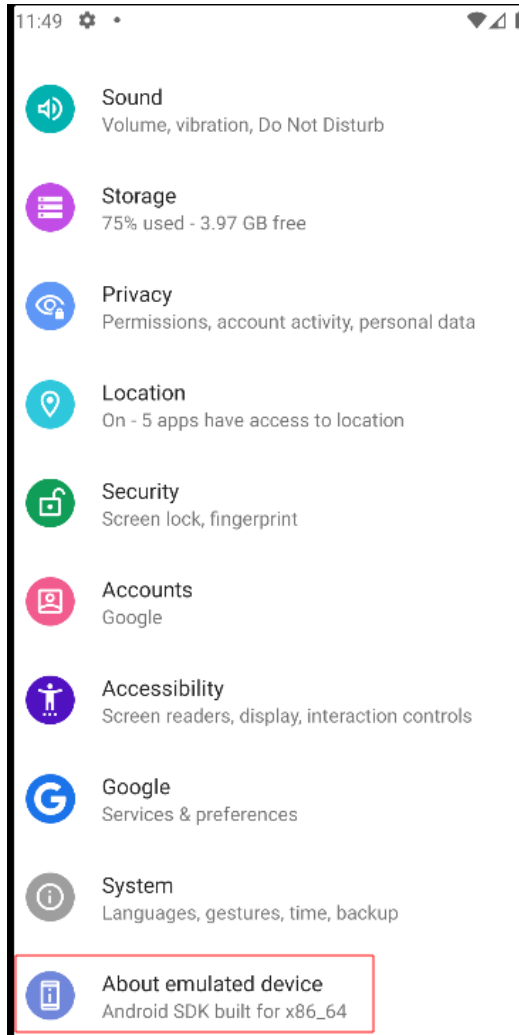 11:49
Sound
Volume, vibration, Do Not Disturb
Storage
75% used - 3.97 GB free
Privacy
Permissions, account activity, personal data
Location
On - 5 apps have access to location
Security
Screen lock, fingerprint
Accounts
Google
Accessibility
Screen readers, display, interaction controls
Google
Services & preferences
System
Languages, gestures, time, backup
About emulated device
Android SDK built for x86_64